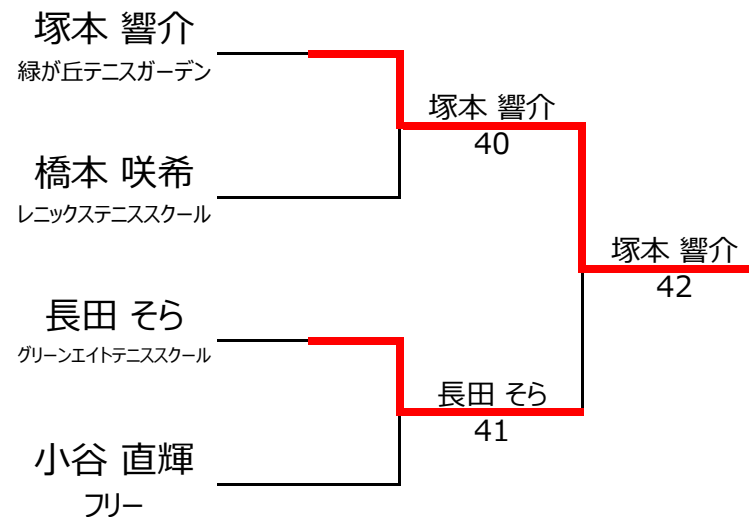 塚本 響介
緑が丘テニスガーデン
塚本 響介
40
橋本 咲希
レニックステニススクール
塚本 響介
42
長田 そら
グリーンエイトテニススクール
長田 そら
41
小谷 直輝
フリー